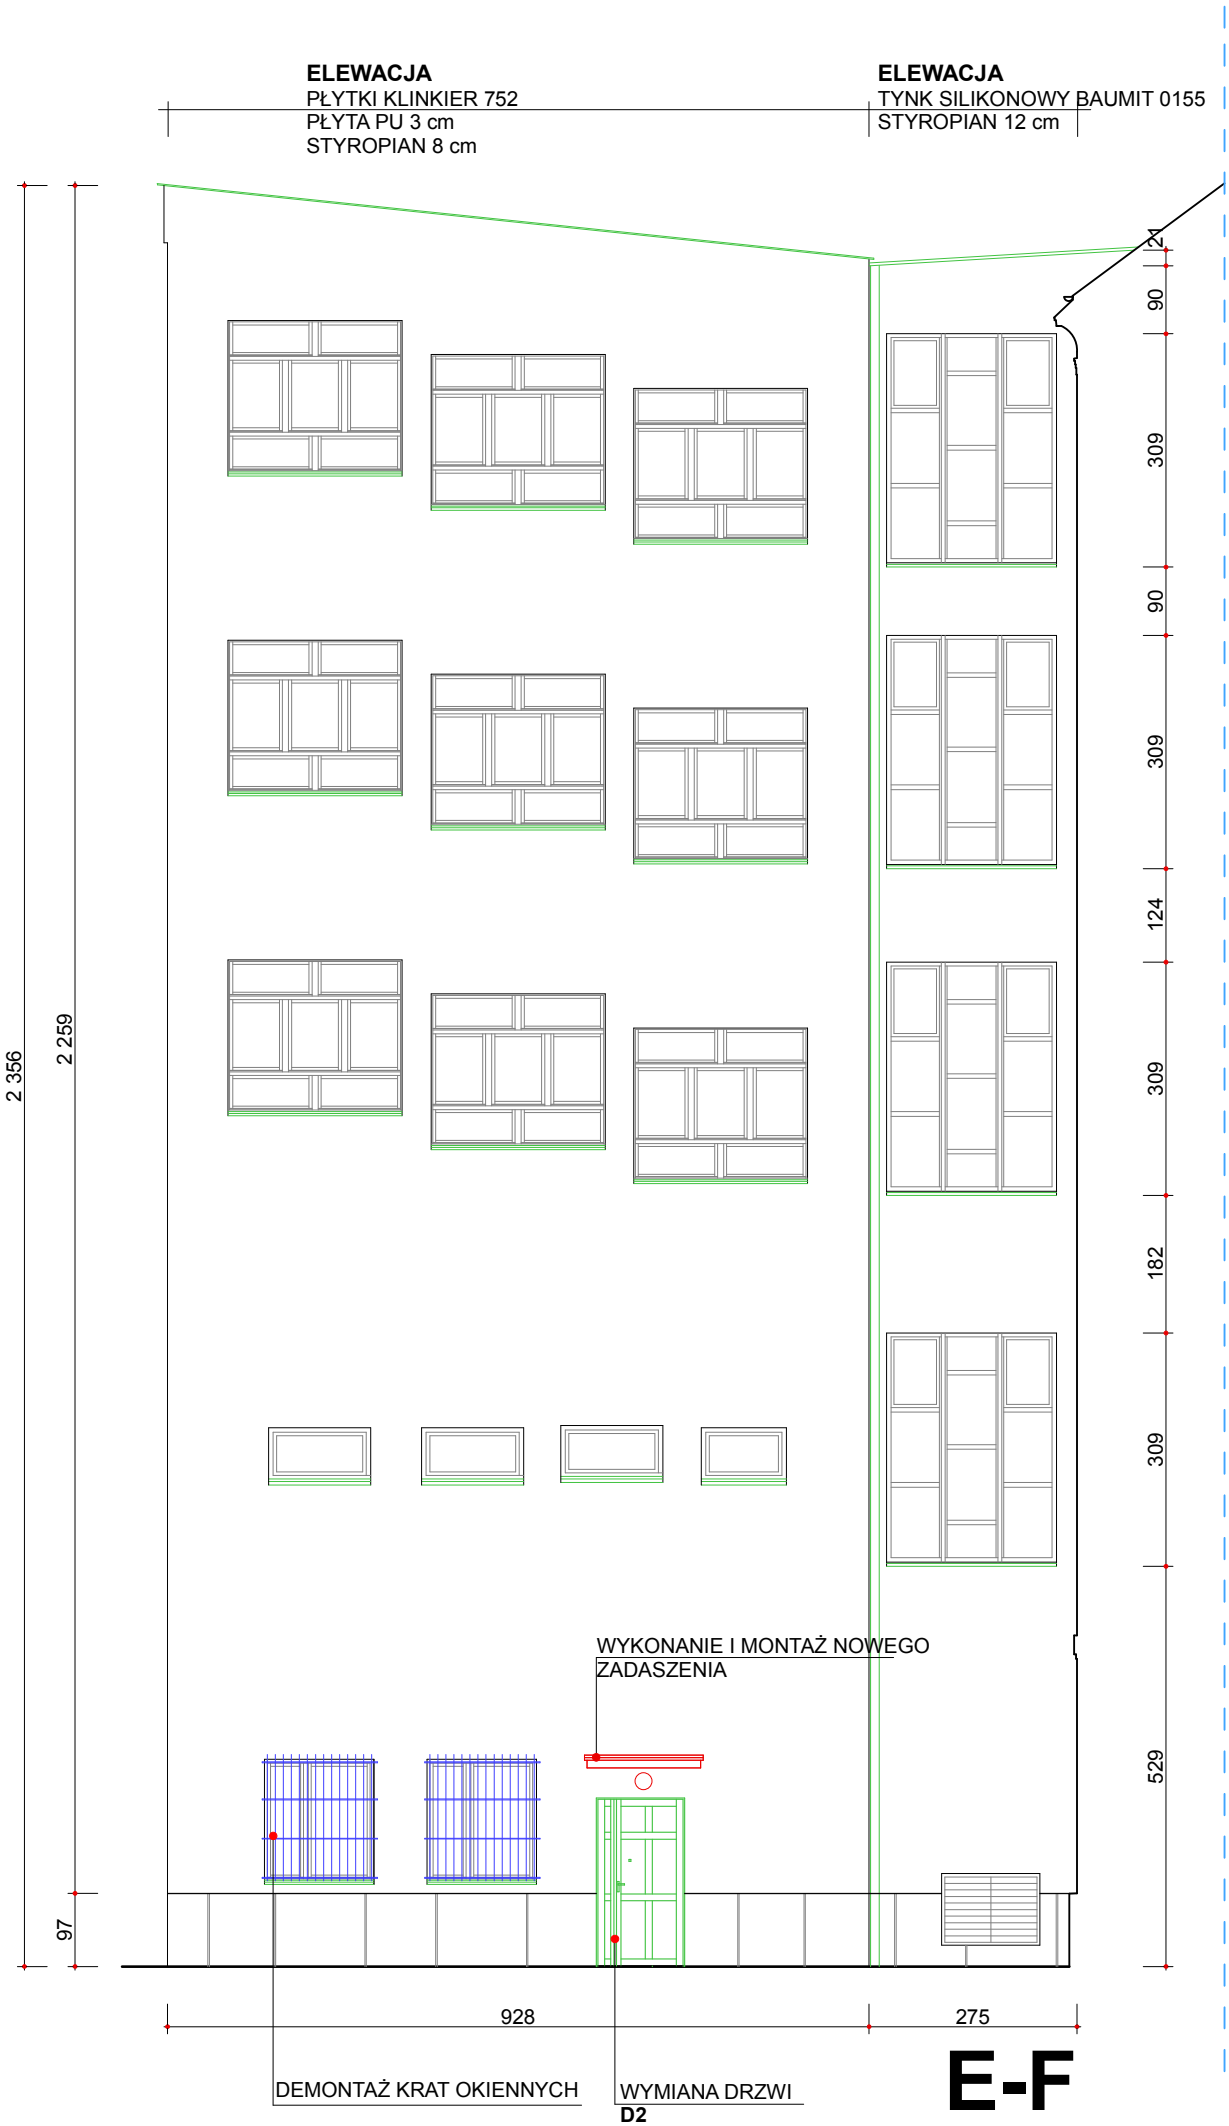 ELEWACJA
PŁYTKI KLINKIER 752
PŁYTA PU 3 cm
STYROPIAN 8 cm
ELEWACJA
TYNK SILIKONOWY BAUMIT 0155
STYROPIAN 12 cm
21
90
309
90
309
124
309
182
309
529
2 356
2 259
97
WYKONANIE I MONTAŻ NOWEGO
ZADASZENIA
928
275
DEMONTAŻ KRAT OKIENNYCH
WYMIANA DRZWI
D2
E-F